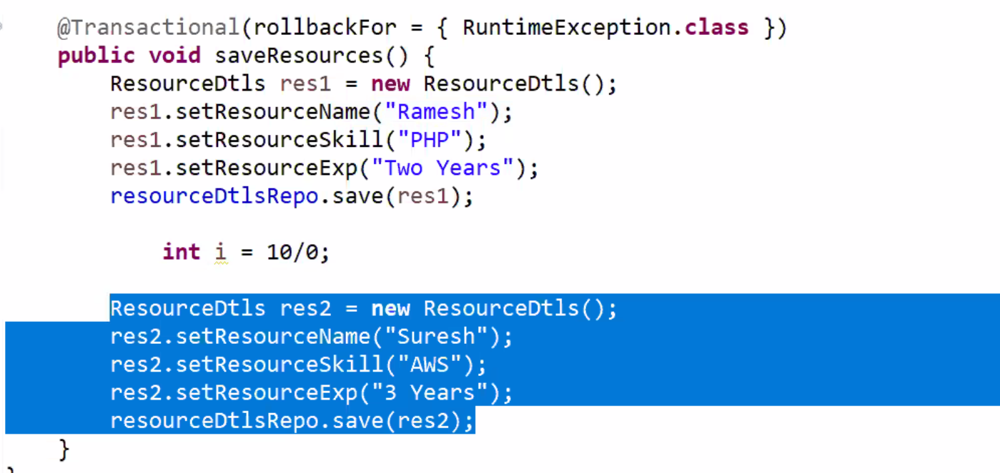 @Transactional(rollbackFor = { RuntimeException.class })
public void saveResources() {
ResourceDtls res1 = new ResourceDtls();
res1.setResourceName("Ramesh");
res1.setResourceSkill("PHP");
res1.setResourceExp("Two Years");
resourceDtlsRepo.save(res1);
int i = 10/0;
ResourceDtls res2 = new ResourceDtls();
res2.setResourceName("Suresh");
res2.setResourceSkill("AWS");
res2.setResourceExp("3 Years");
resourceDtlsRepo.save(res2);
}